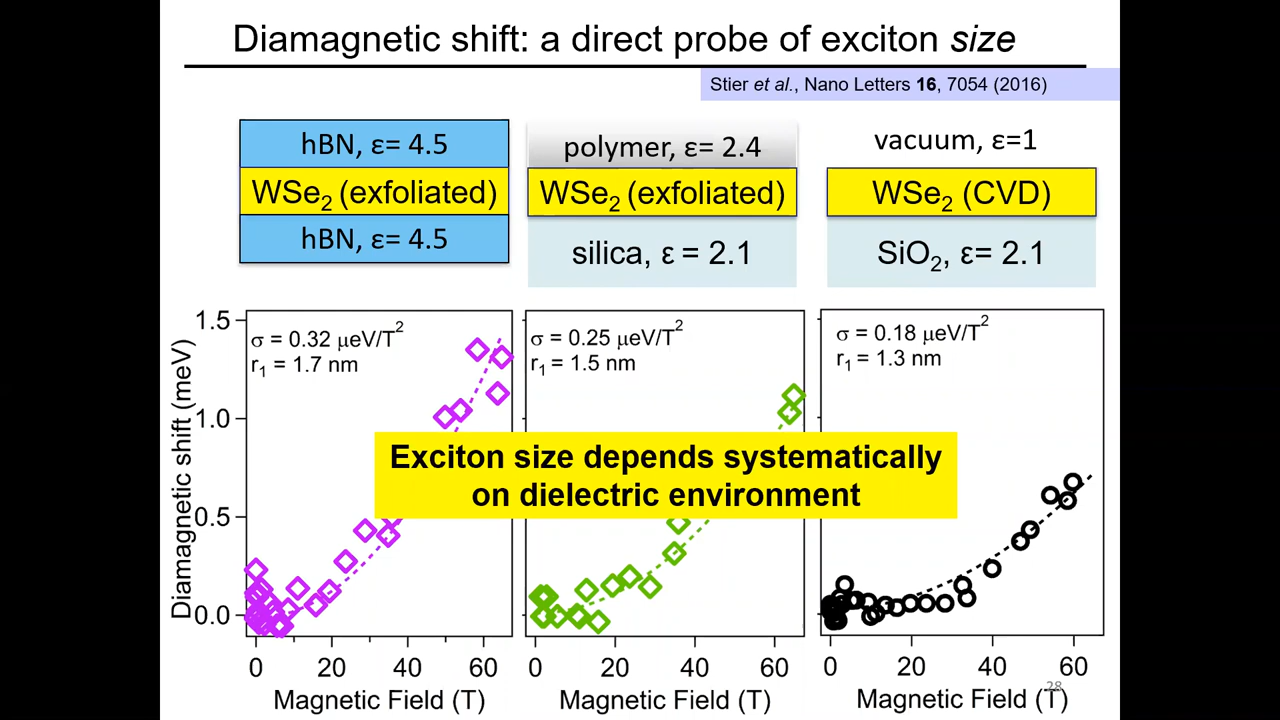 Diamagnetic shift: a direct probe of exciton size
Stier et al., Nano Letters 16, 7054 (2016)
hBN, ε= 4.5
WSe₂ (exfoliated)
hBN, ε= 4.5
polymer, ε= 2.4
WSe₂ (exfoliated)
silica, ε = 2.1
vacuum, ε=1
WSe₂ (CVD)
SiO₂, ε= 2.1
Diamagnetic shift (meV)
1.5
1.0
0.5
0.0
σ = 0.32 μeV/T²
r₁ = 1.7 nm
0 20 40 60
Magnetic Field (T)
σ = 0.25 μeV/T²
r₁ = 1.5 nm
0 20 40 60
Magnetic Field (T)
σ = 0.18 μeV/T²
r₁ = 1.3 nm
0 20 40 60
Magnetic Field (T)
Exciton size depends systematically
on dielectric environment
28